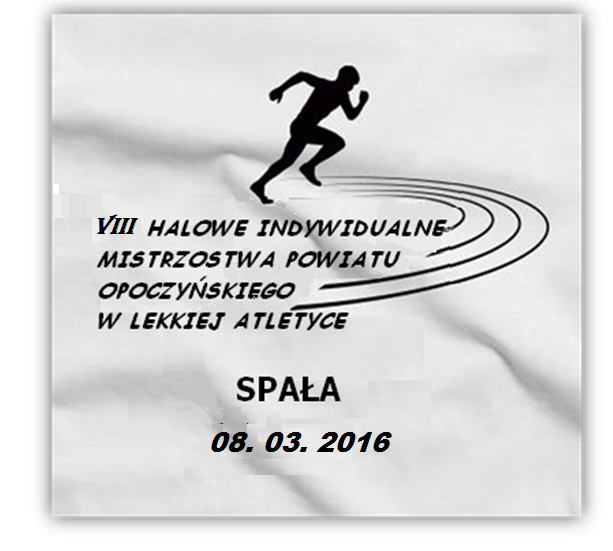 VIII HALOWE INDYWIDUALNE
MISTRZOSTWA POWIATU
OPOCZYŃSKIEGO
W LEKKIEJ ATLETYCE
SPAŁA
08. 03. 2016